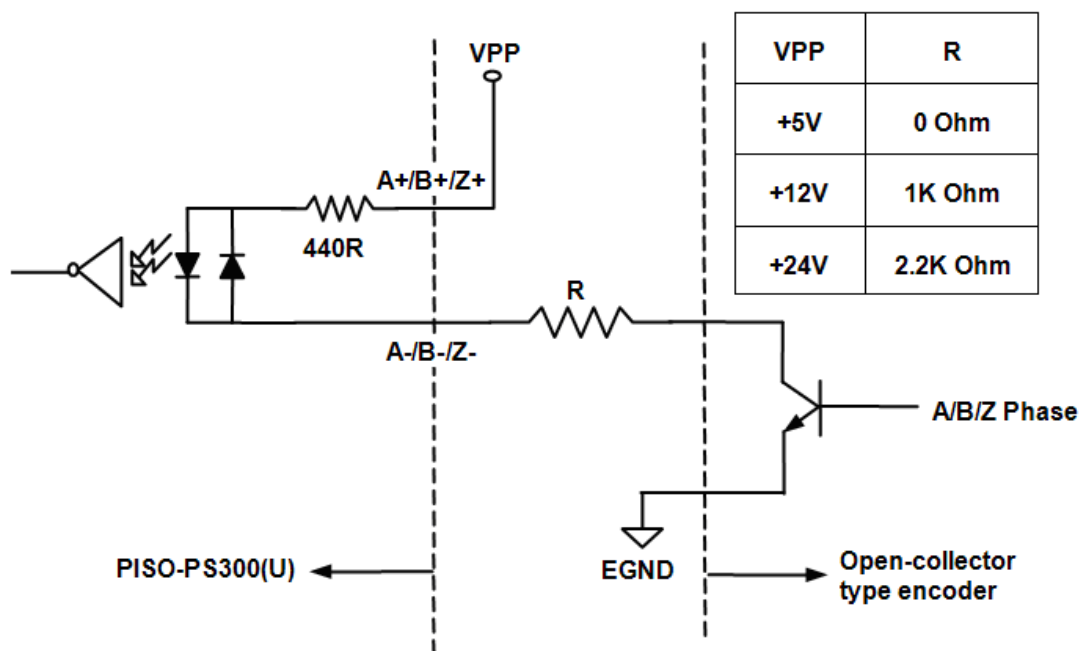 VPP
A+/B+/Z+
440R
R
A-/B-/Z-
A/B/Z Phase
EGND
PISO-PS300(U)
Open-collector
type encoder
VPP R
+5V 0 Ohm
+12V 1K Ohm
+24V 2.2K Ohm